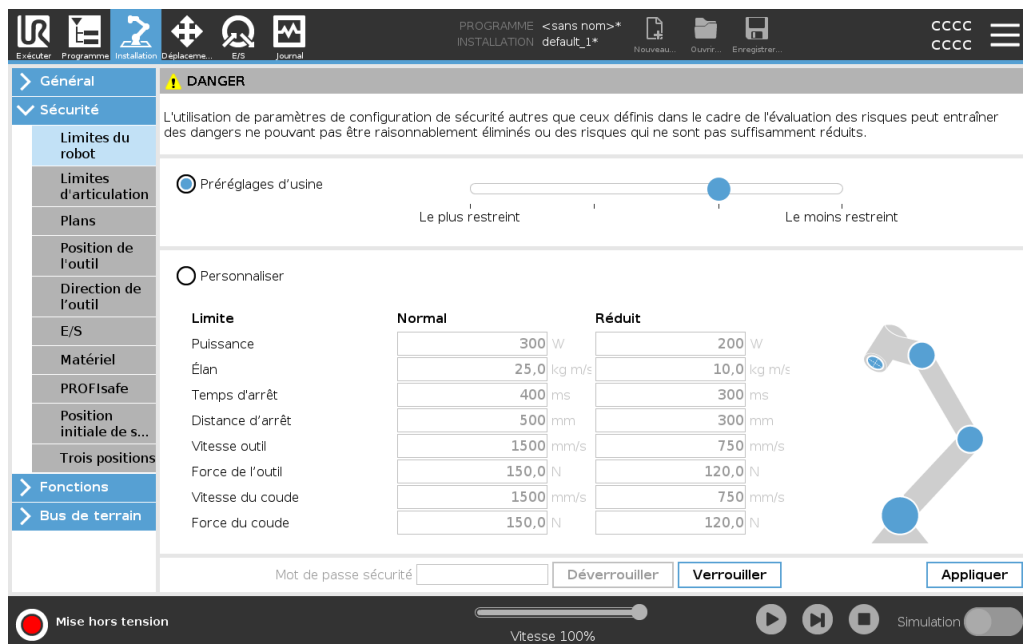 PROGRAMME <sans nom>*
INSTALLATION default_1*
Nouveau... Ouvrir... Enregistrer...
cccc
cccc
Exécuter Programme Installation Déplaceme... E/S Journal
Général
Sécurité
Limites du
robot
Limites
d'articulation
Plans
Position de
l'outil
Direction de
l’outil
E/S
Matériel
PROFIsafe
Position
initiale de s...
Trois positions
Fonctions
Bus de terrain
DANGER
L'utilisation de paramètres de configuration de sécurité autres que ceux définis dans le cadre de l'évaluation des risques peut entraîner
des dangers ne pouvant pas être raisonnablement éliminés ou des risques qui ne sont pas suffisamment réduits.
Préréglages d’usine
Le plus restreint Le moins restreint
Personnaliser
Limite Normal Réduit
Puissance 300 W 200 W
Élan 25,0 kg m/s 10,0 kg m/s
Temps d'arrêt 400 ms 300 ms
Distance d’arrêt 500 mm 300 mm
Vitesse outil 1500 mm/s 750 mm/s
Force de l’outil 150,0 N 120,0 N
Vitesse du coude 1500 mm/s 750 mm/s
Force du coude 150,0 N 120,0 N
Mot de passe sécurité Déverrouiller Verrouiller Appliquer
Mise hors tension
Vitesse 100%
Simulation